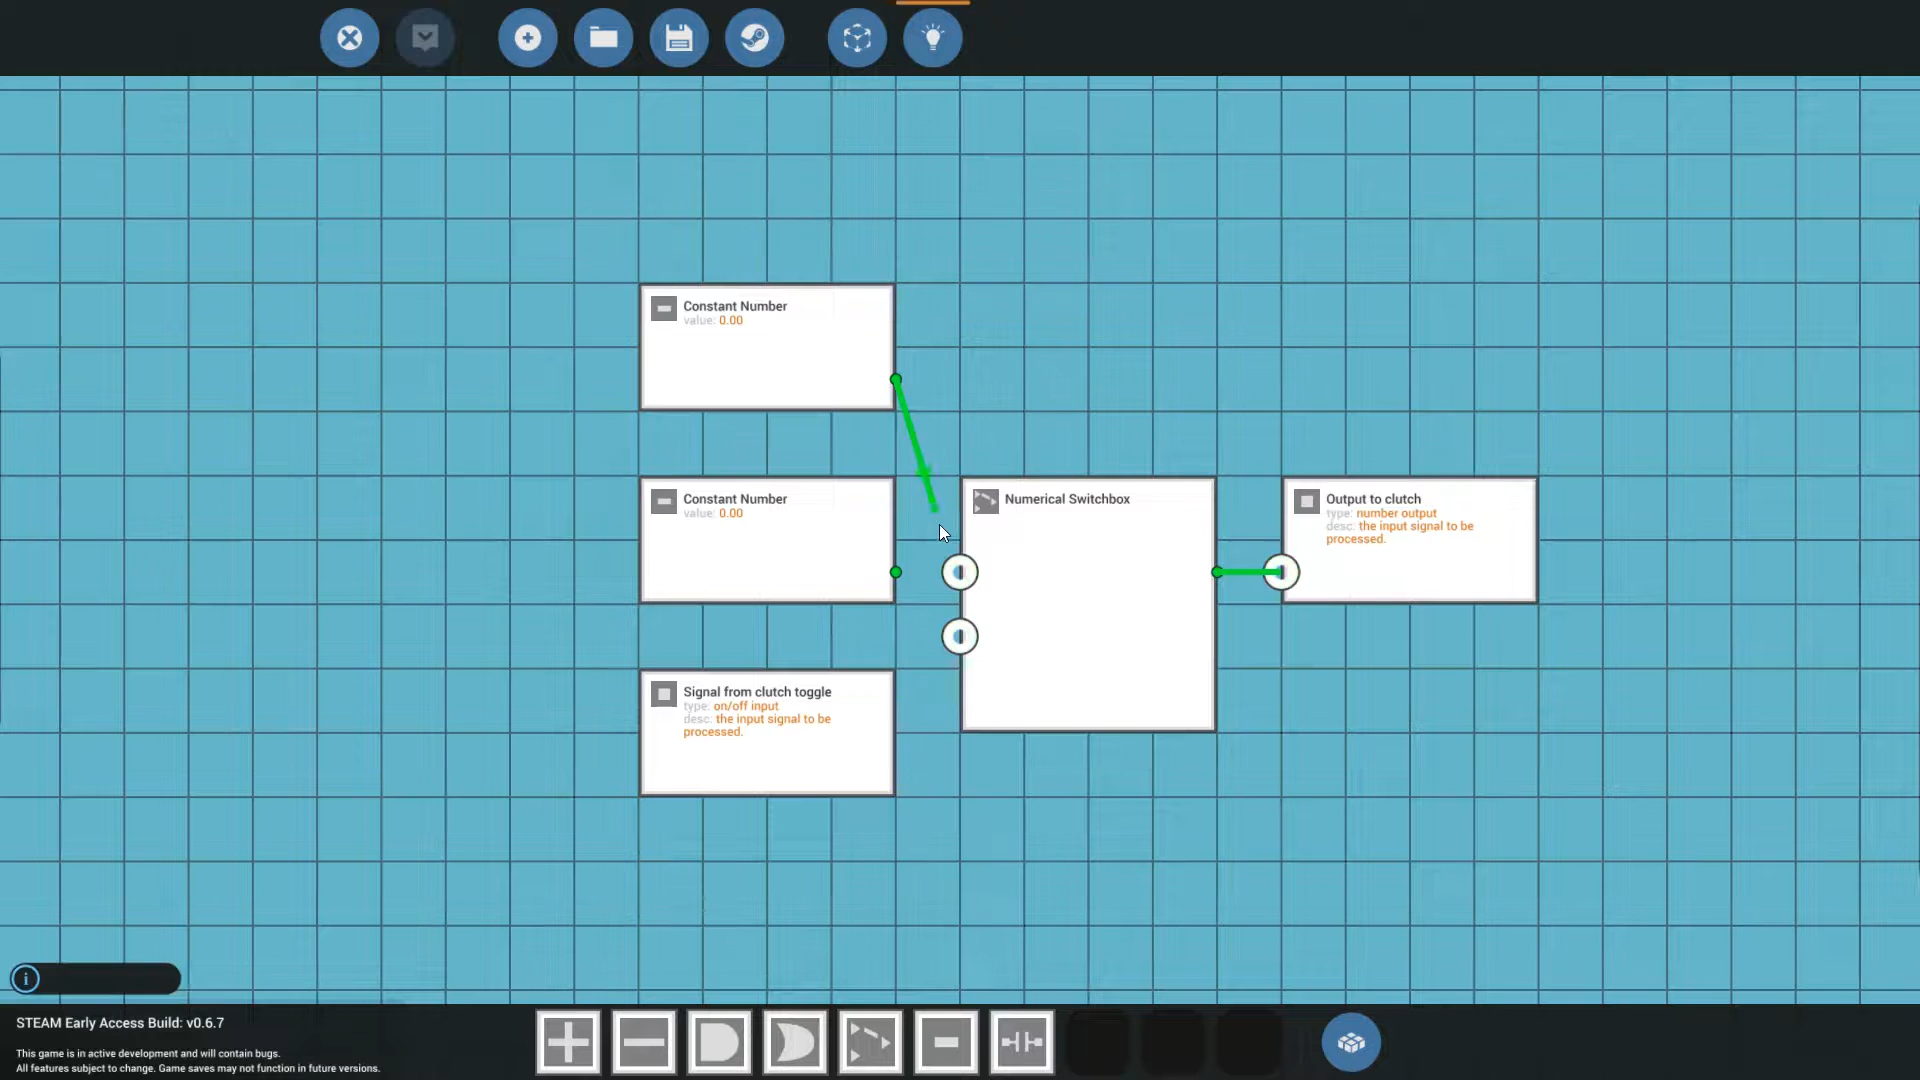 Constant Number
value: 0.00
Constant Number
value: 0.00
Numerical Switchbox
Output to clutch
type: number output
desc: the input signal to be
processed.
Signal from clutch toggle
type: on/off input
desc: the input signal to be
processed.
STEAM Early Access Build: v0.6.7
This game is in active development and will contain bugs.
All features subject to change. Game saves may not function in future versions.